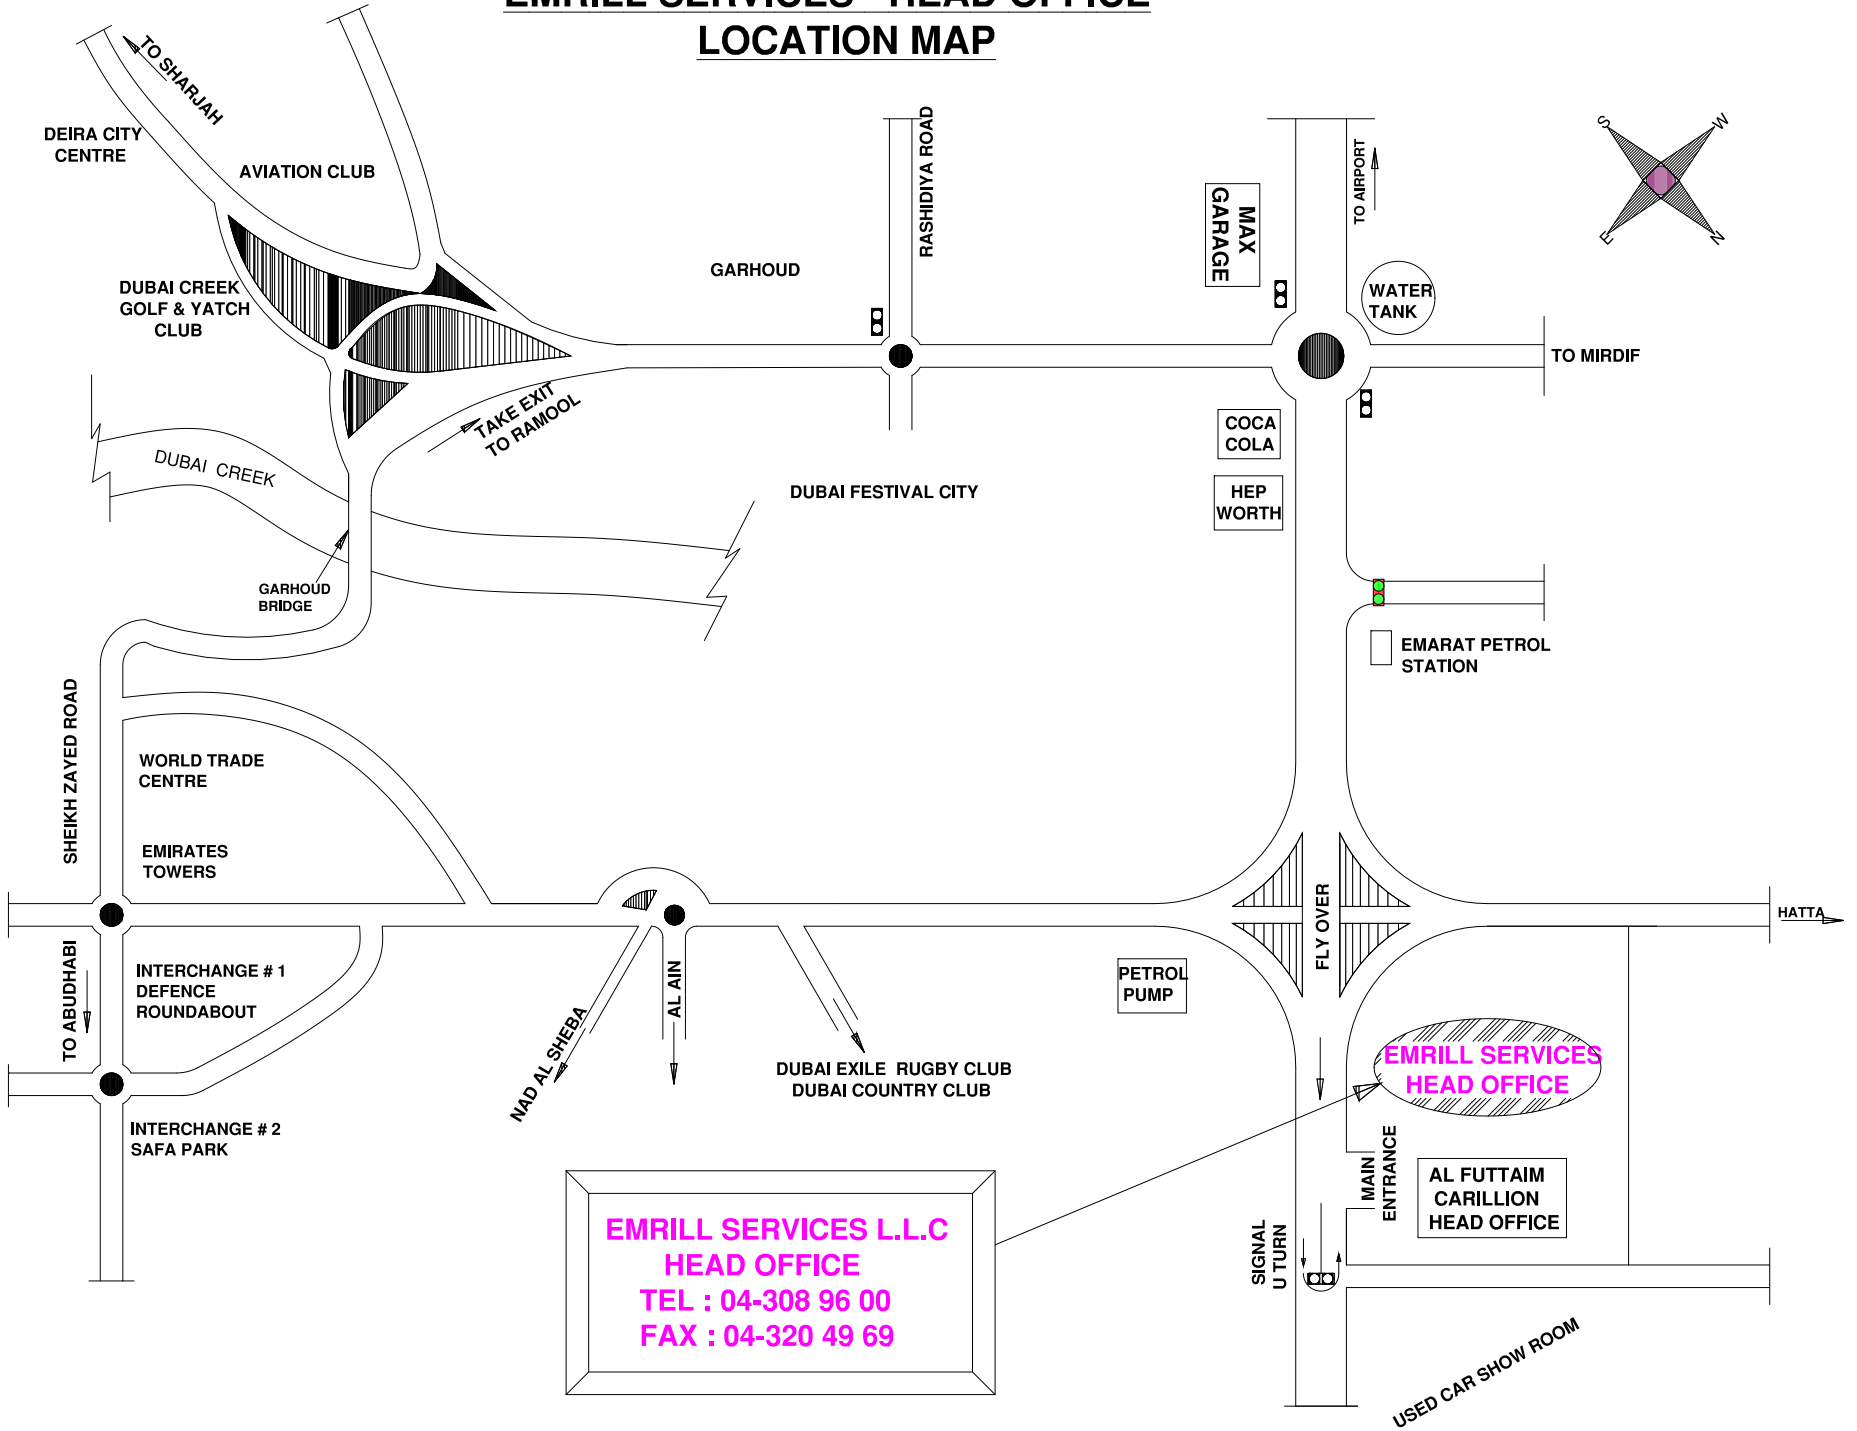 EMRILL SERVICES HEAD OFFICE
LOCATION MAP
TO SHARJAH
DEIRA CITY
CENTRE
AVIATION CLUB
RASHIDIYA ROAD
MAX
GARAGE
TO AIRPORT
S
W
E
N
GARHOUD
DUBAI CREEK
GOLF & YATCH
CLUB
WATER
TANK
TO MIRDIF
TAKE EXIT
TO RAMOOL
COCA
COLA
DUBAI CREEK
DUBAI FESTIVAL CITY
HEP
WORTH
GARHOUD
BRIDGE
EMARAT PETROL
STATION
SHEIKH ZAYED ROAD
WORLD TRADE
CENTRE
EMIRATES
TOWERS
FLY OVER
HATTA
TO ABUDHABI
INTERCHANGE # 1
DEFENCE
ROUNDABOUT
AL AIN
NAD AL SHEBA
PETROL
PUMP
DUBAI EXILE RUGBY CLUB
DUBAI COUNTRY CLUB
EMRILL SERVICES
HEAD OFFICE
INTERCHANGE # 2
SAFA PARK
MAIN
ENTRANCE
AL FUTTAIM
CARILLION
HEAD OFFICE
EMRILL SERVICES L.L.C
HEAD OFFICE
TEL : 04-308 96 00
FAX : 04-320 49 69
SIGNAL
U TURN
USED CAR SHOW ROOM